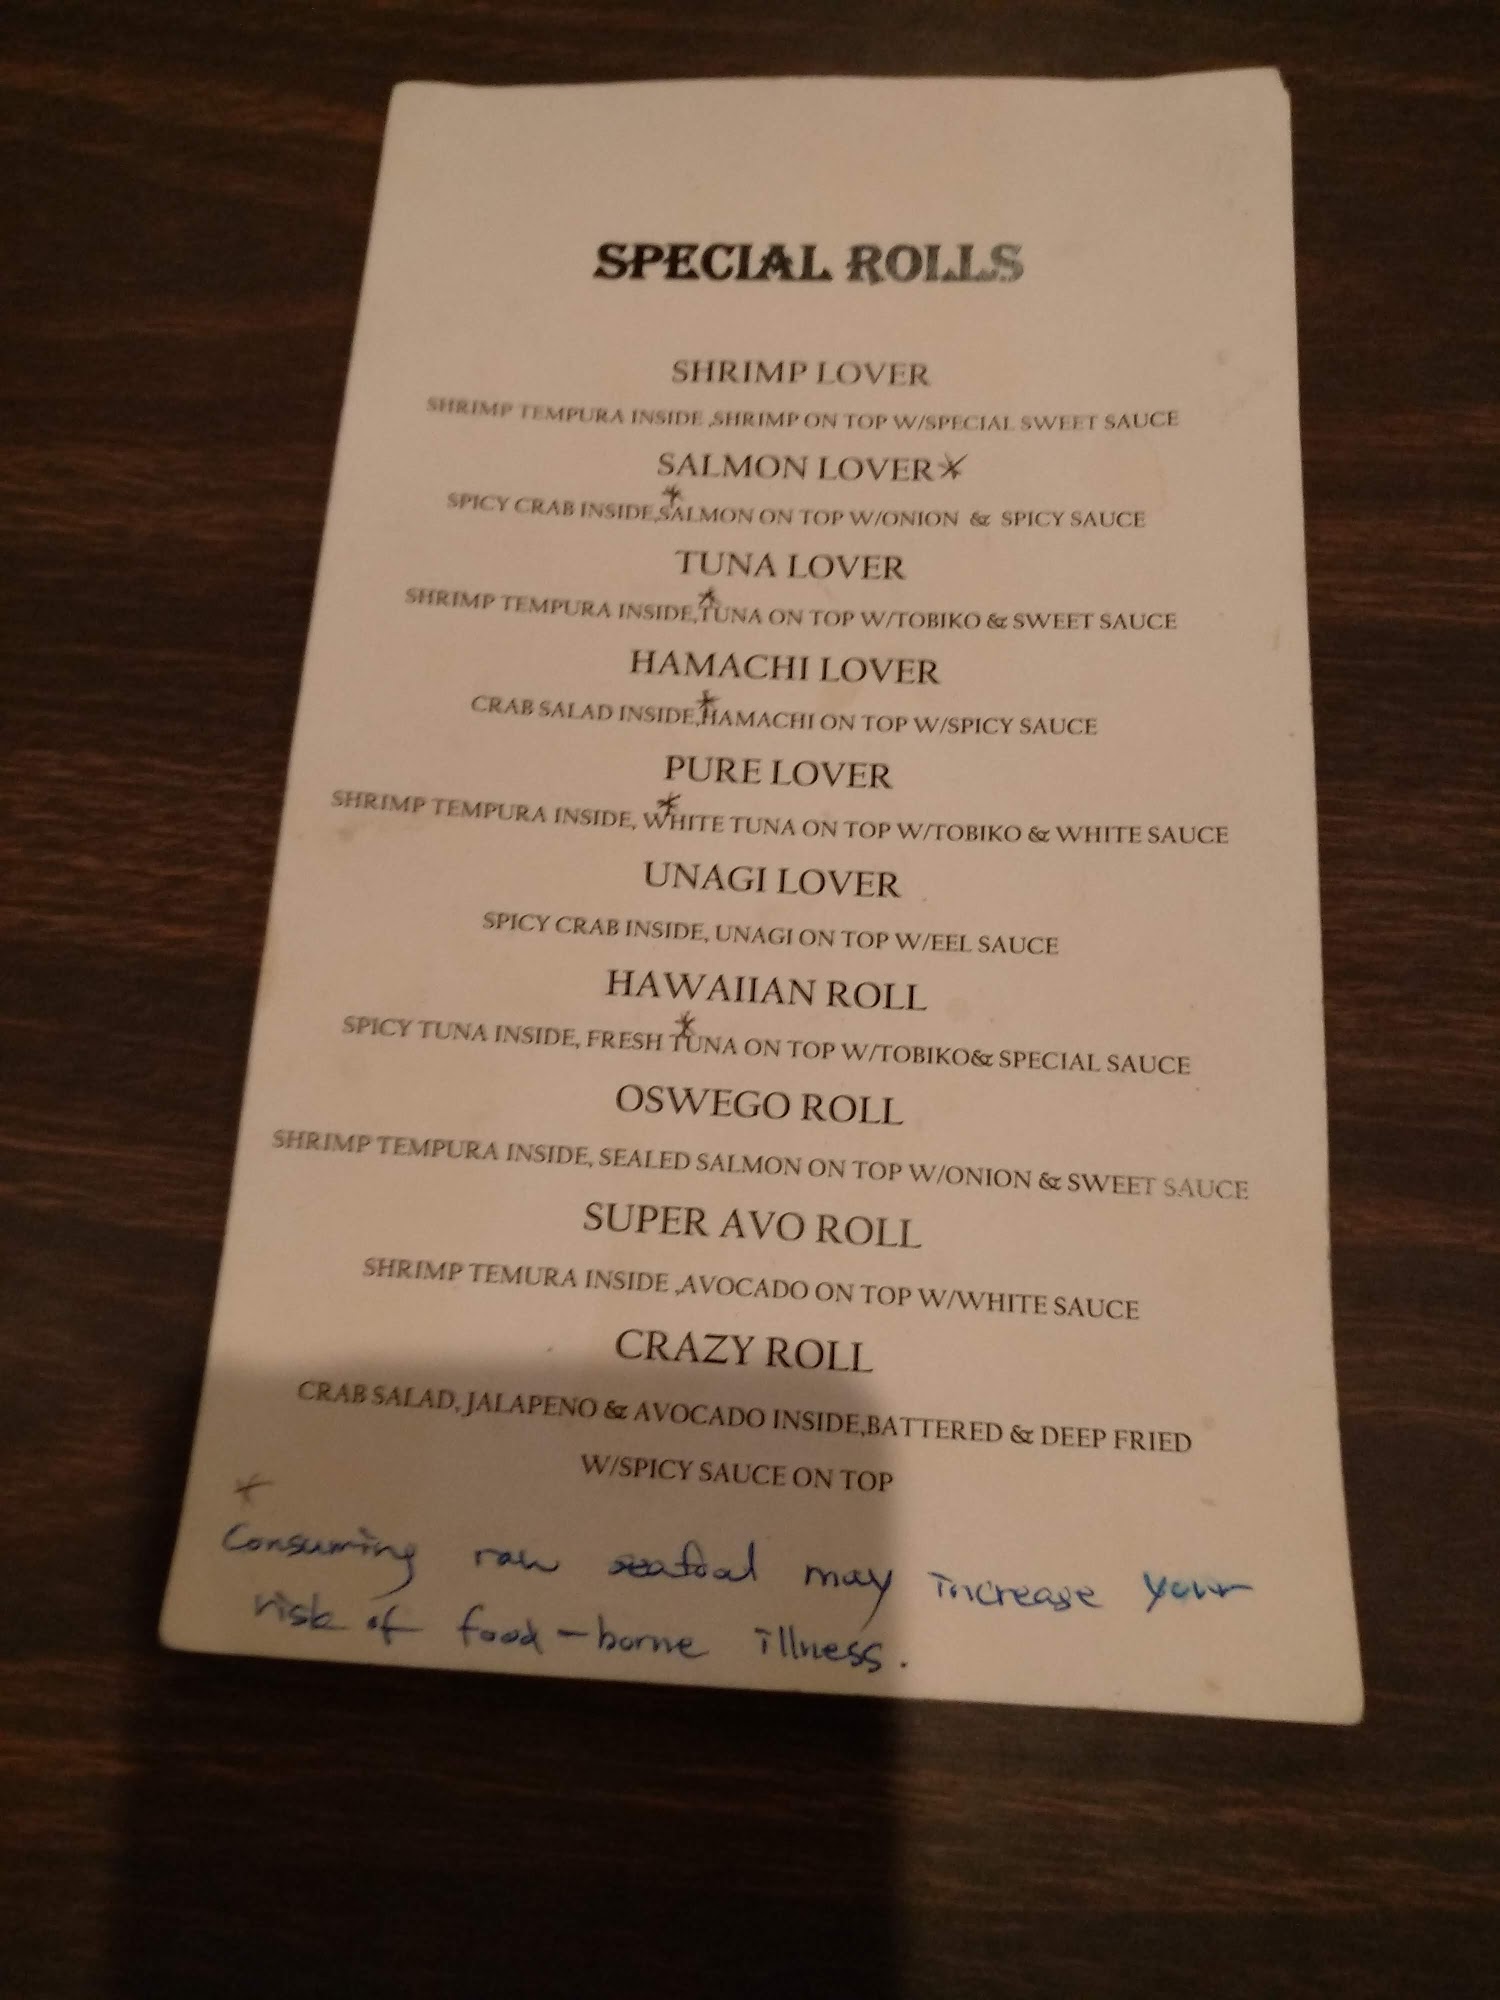 SPECIAL ROLLS
SHRIMP LOVER
SHRIMP TEMPURA INSIDE ,SHRIMP ON TOP W/SPECIAL SWEET SAUCE
SALMON LOVER*
SPICY CRAB INSIDE,*SALMON ON TOP W/ONION & SPICY SAUCE
TUNA LOVER
SHRIMP TEMPURA INSIDE,*TUNA ON TOP W/TOBIKO & SWEET SAUCE
HAMACHI LOVER
CRAB SALAD INSIDE,*HAMACHI ON TOP W/SPICY SAUCE
PURE LOVER
SHRIMP TEMPURA INSIDE, *WHITE TUNA ON TOP W/TOBIKO & WHITE SAUCE
UNAGI LOVER
SPICY CRAB INSIDE, UNAGI ON TOP W/EEL SAUCE
HAWAIIAN ROLL
SPICY TUNA INSIDE, FRESH *TUNA ON TOP W/TOBIKO& SPECIAL SAUCE
OSWEGO ROLL
SHRIMP TEMPURA INSIDE, SEALED SALMON ON TOP W/ONION & SWEET SAUCE
SUPER AVO ROLL
SHRIMP TEMURA INSIDE ,AVOCADO ON TOP W/WHITE SAUCE
CRAZY ROLL
CRAB SALAD, JALAPENO & AVOCADO INSIDE,BATTERED & DEEP FRIED
W/SPICY SAUCE ON TOP
*
Consuming raw seafood may increase your
risk of food-borne illness.